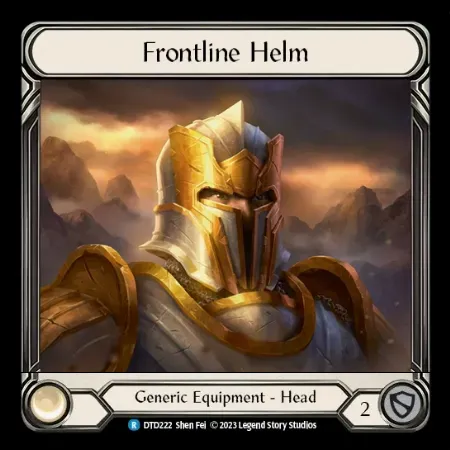 Frontline Helm
Generic Equipment - Head
2
R DTD222 Shen Fei © 2023 Legend Story Studios